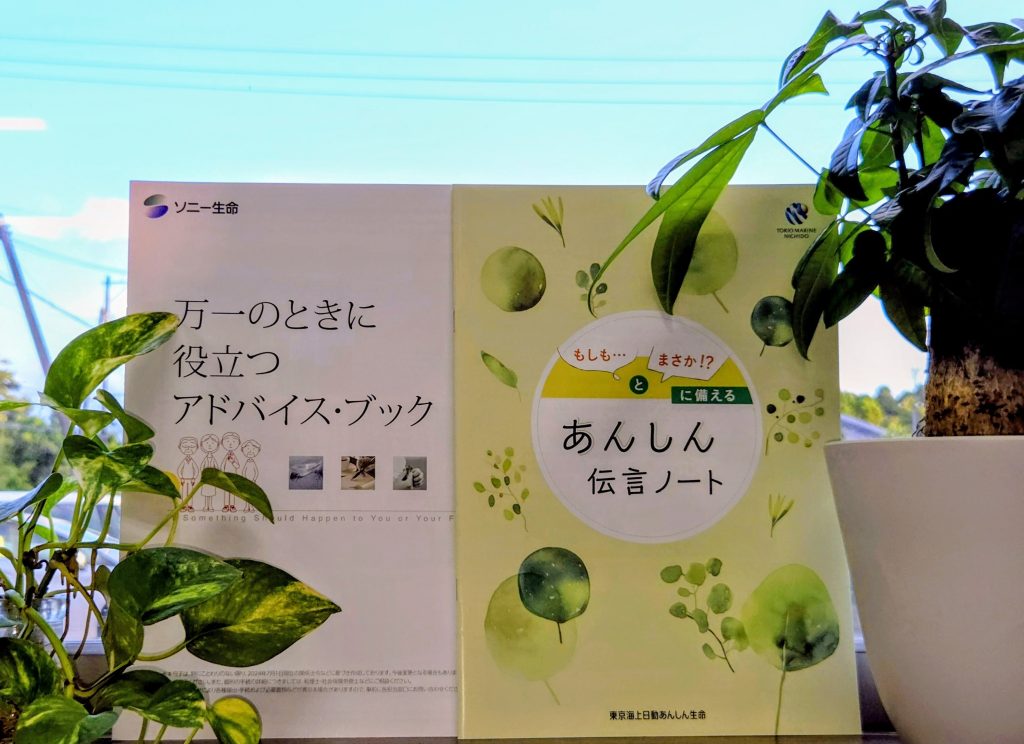 ソニー生命
万一のときに
役立つ
アドバイス・ブック
Something Should Happen to You or Your F
TOKIO MARINE
NICHIDO
もしも…
まさか!?
と
に備える
あんしん
伝言ノート
東京海上日動あんしん生命